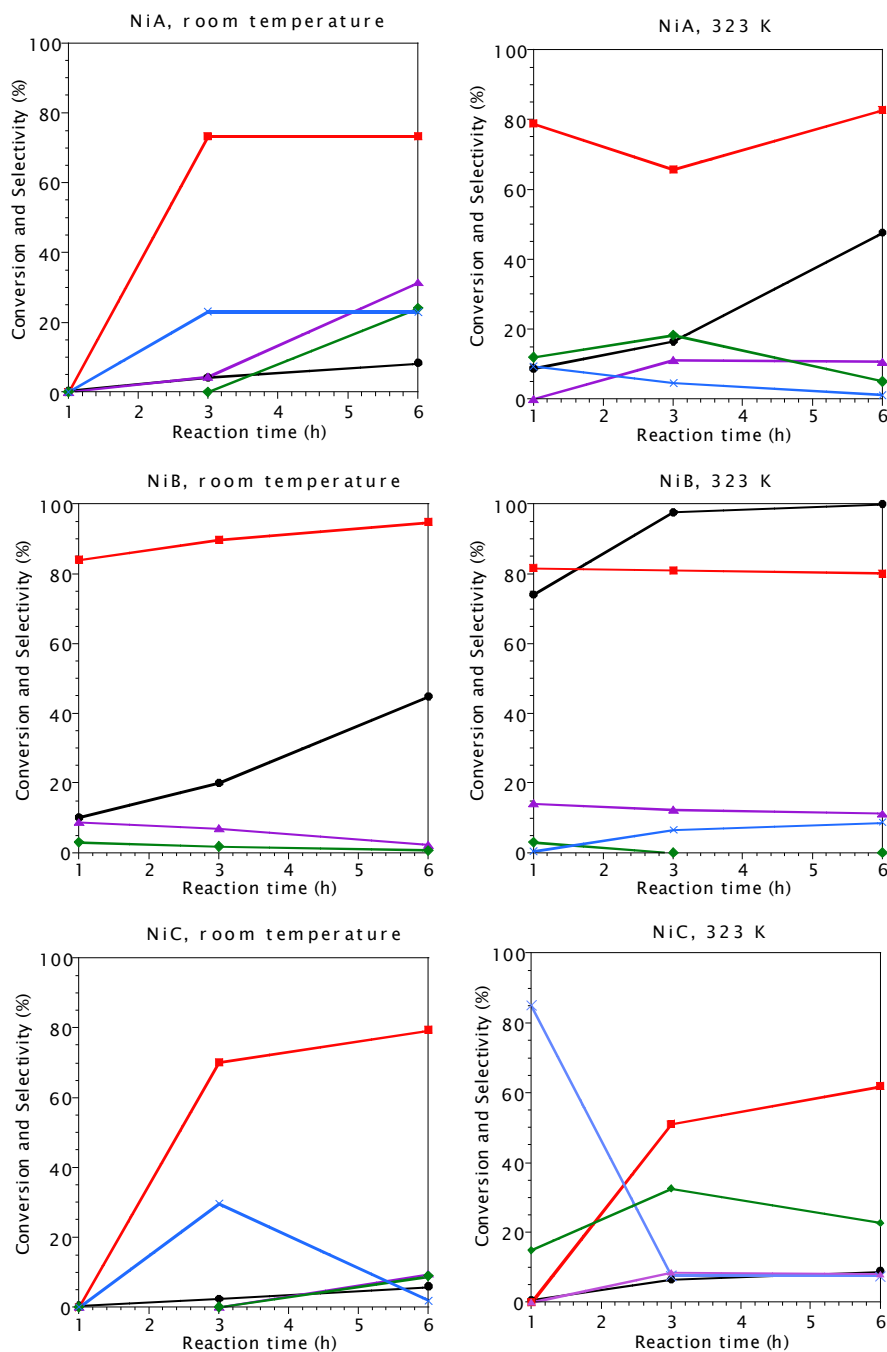 NiA, room temperature
Conversion and Selectivity (%)
100
80
60
40
20
0
1 2 3 4 5 6
Reaction time (h)
NiA, 323 K
Conversion and Selectivity (%)
100
80
60
40
20
0
1 2 3 4 5 6
Reaction time (h)
NiB, room temperature
Conversion and Selectivity (%)
100
80
60
40
20
0
1 2 3 4 5 6
Reaction time (h)
NiB, 323 K
Conversion and Selectivity (%)
100
80
60
40
20
0
1 2 3 4 5 6
Reaction time (h)
NiC, room temperature
Conversion and Selectivity (%)
100
80
60
40
20
0
1 2 3 4 5 6
Reaction time (h)
NiC, 323 K
Conversion and Selectivity (%)
100
80
60
40
20
0
1 2 3 4 5 6
Reaction time (h)